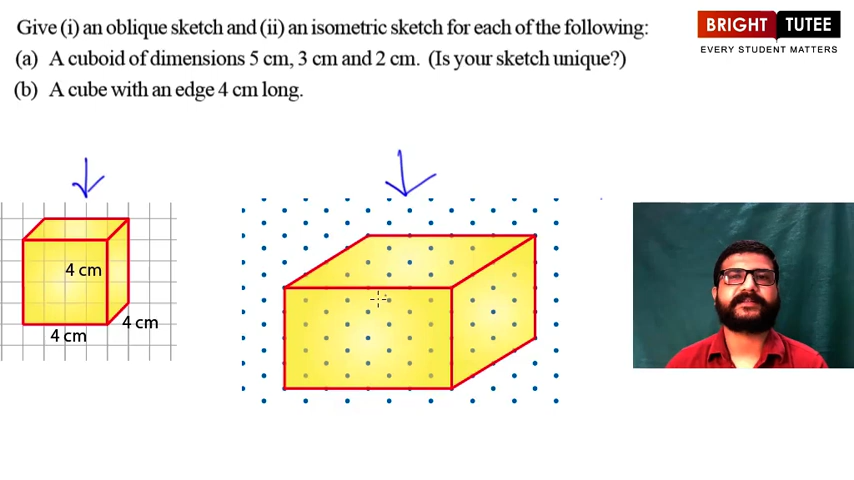 Give (i) an oblique sketch and (ii) an isometric sketch for each of the following:
(a) A cuboid of dimensions 5 cm, 3 cm and 2 cm. (Is your sketch unique?)
(b) A cube with an edge 4 cm long.
BRIGHT TUTEE
EVERY STUDENT MATTERS
4 cm
4 cm
4 cm